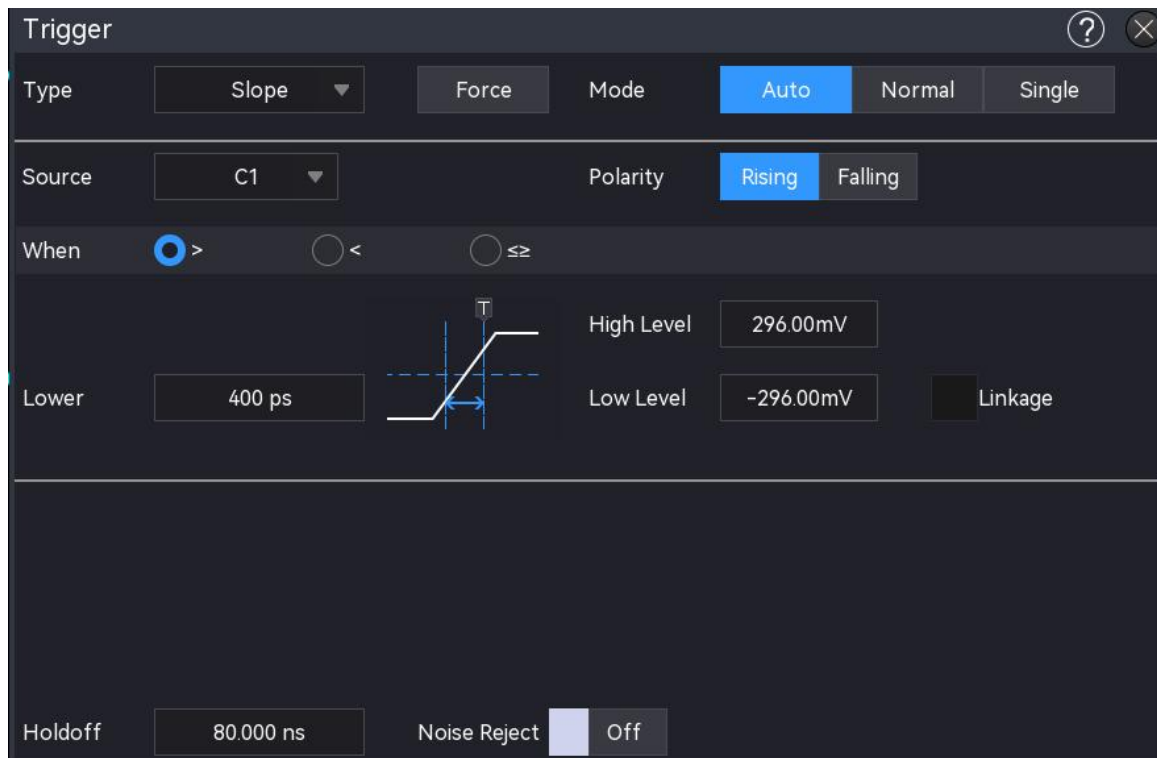 Trigger ?
Type Slope Force Mode Auto Normal Single
Source C1 Polarity Rising Falling
When > < ≤≥
T
High Level 296.00mV
Lower 400 ps Low Level -296.00mV Linkage
Holdoff 80.000 ns Noise Reject Off